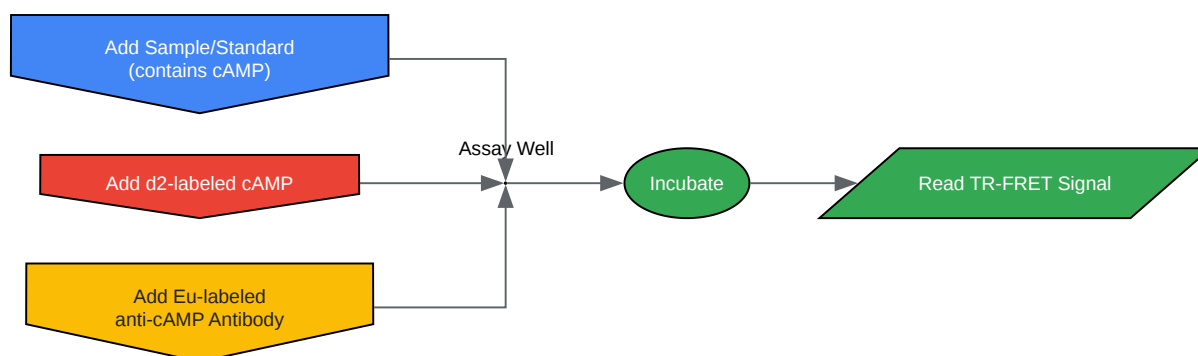 Add Sample/Standard
(contains cAMP)
Assay Well
Add d2-labeled cAMP
Incubate
Read TR-FRET Signal
Add Eu-labeled
anti-cAMP Antibody